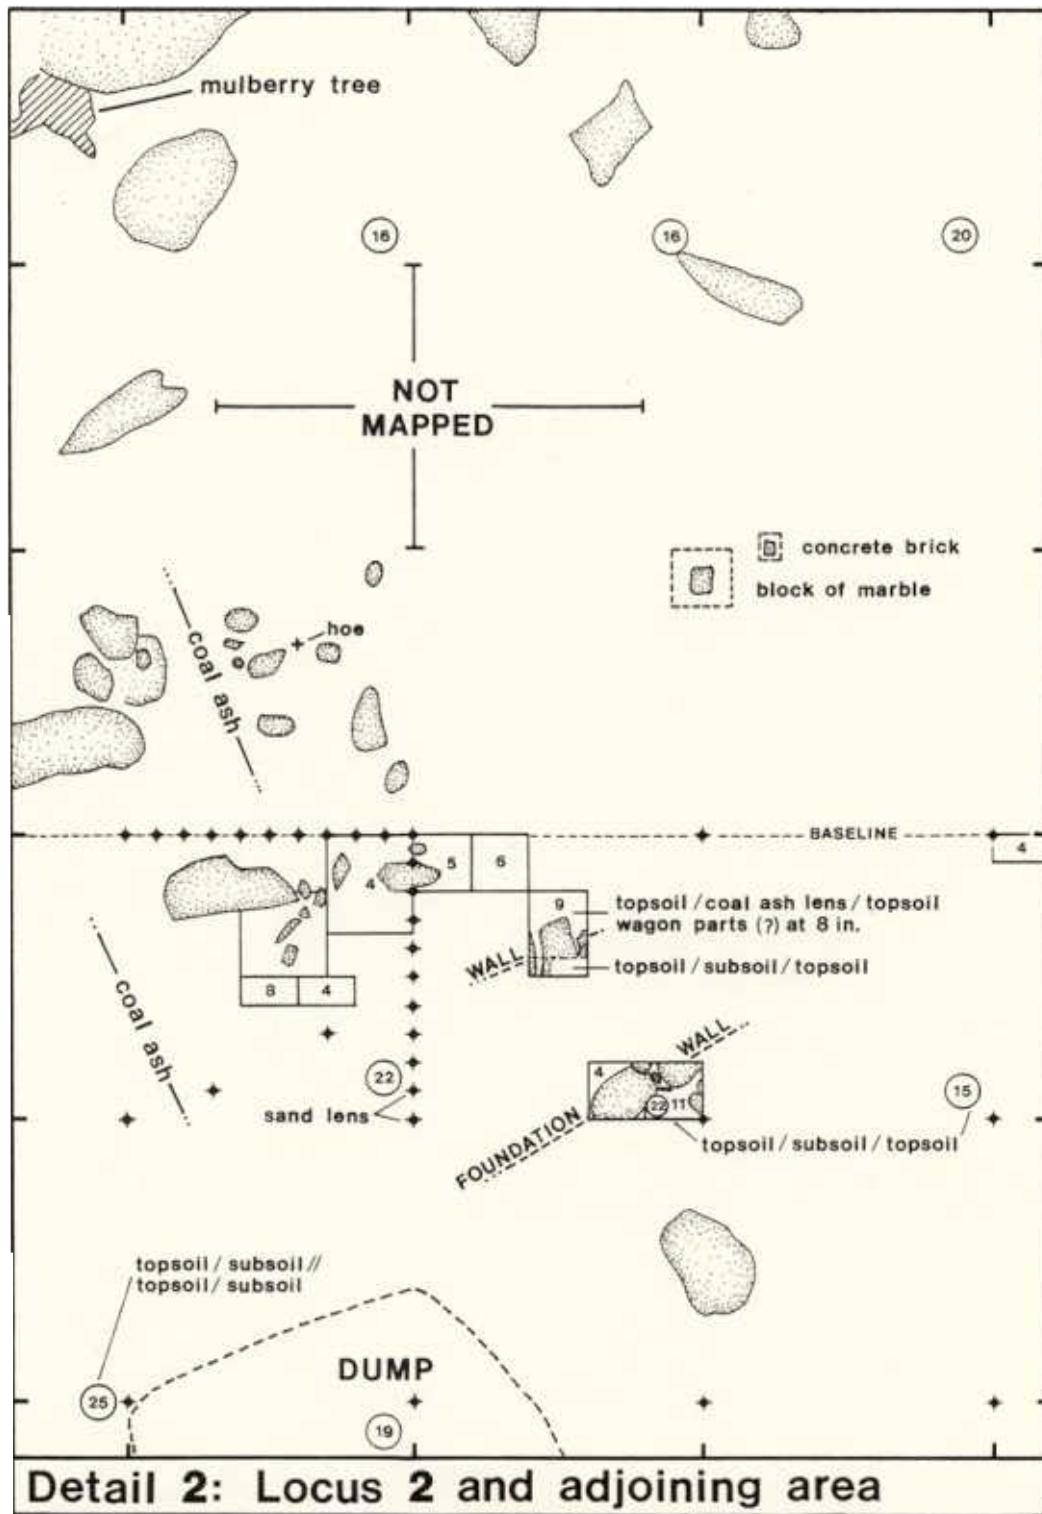 mulberry tree
16
16
20
NOT
MAPPED
concrete brick
block of marble
hoe
coal ash
BASELINE
4
5
6
4
9
topsoil/coal ash lens/topsoil
wagon parts (?) at 8 in.
WALL
topsoil/subsoil/topsoil
8
4
coal ash
WALL
22
4
15
sand lens
22
11
FOUNDATION
topsoil/subsoil/topsoil
topsoil/subsoil//
topsoil/subsoil
DUMP
25
19
Detail 2: Locus 2 and adjoining area